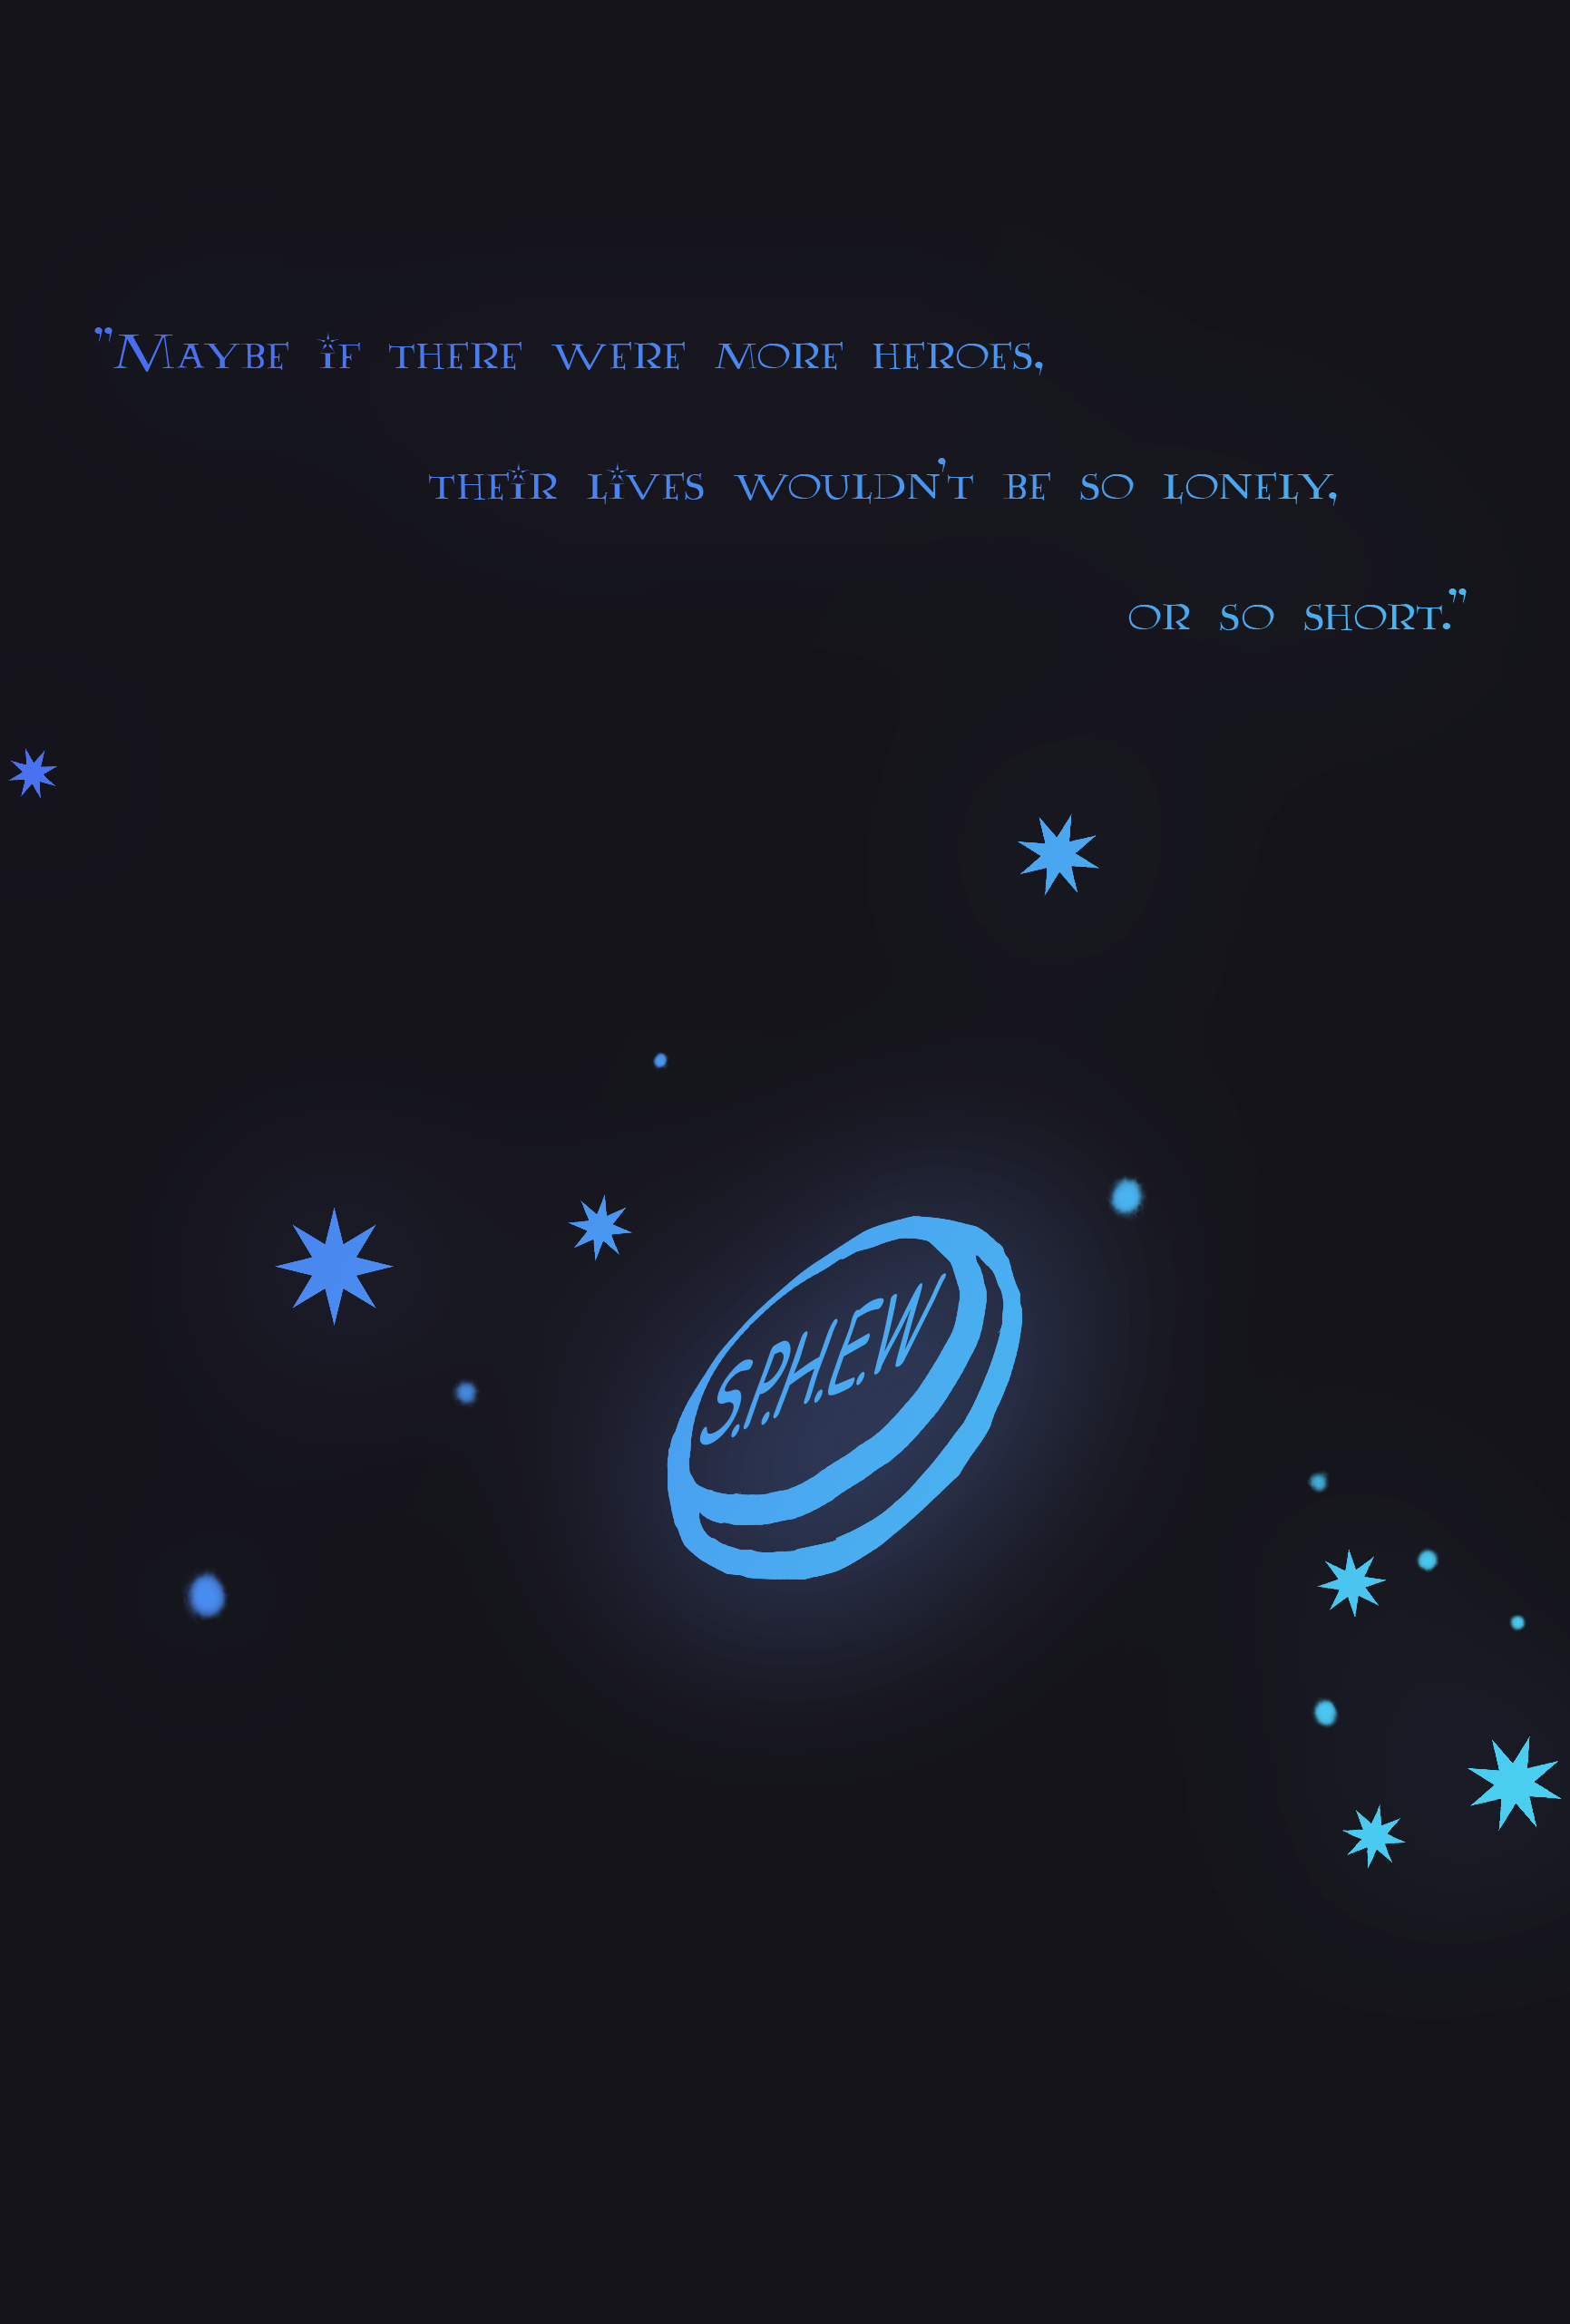 "Maybe if there were more heroes,
their lives wouldn't be so lonely,
or so short."
S.P.H.E.W